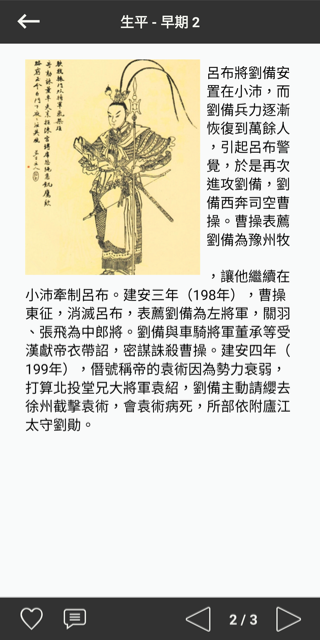 生平 - 早期 2
呂布將劉備安
置在小沛，而
劉備兵力逐漸
恢復到萬餘人
，引起呂布警
覺，於是再次
進攻劉備，劉
備西奔司空曹
操。曹操表薦
劉備為豫州牧
，讓他繼續在
小沛牽制呂布。建安三年（198年），曹操
東征，消滅呂布，表薦劉備為左將軍，關羽
、張飛為中郎將。劉備與車騎將軍董承等受
漢獻帝衣帶詔，密謀誅殺曹操。建安四年（
199年），僭號稱帝的袁術因為勢力衰弱，
打算北投堂兄大將軍袁紹，劉備主動請纓去
徐州截擊袁術，會袁術病死，所部依附廬江
太守劉勛。
2 / 3